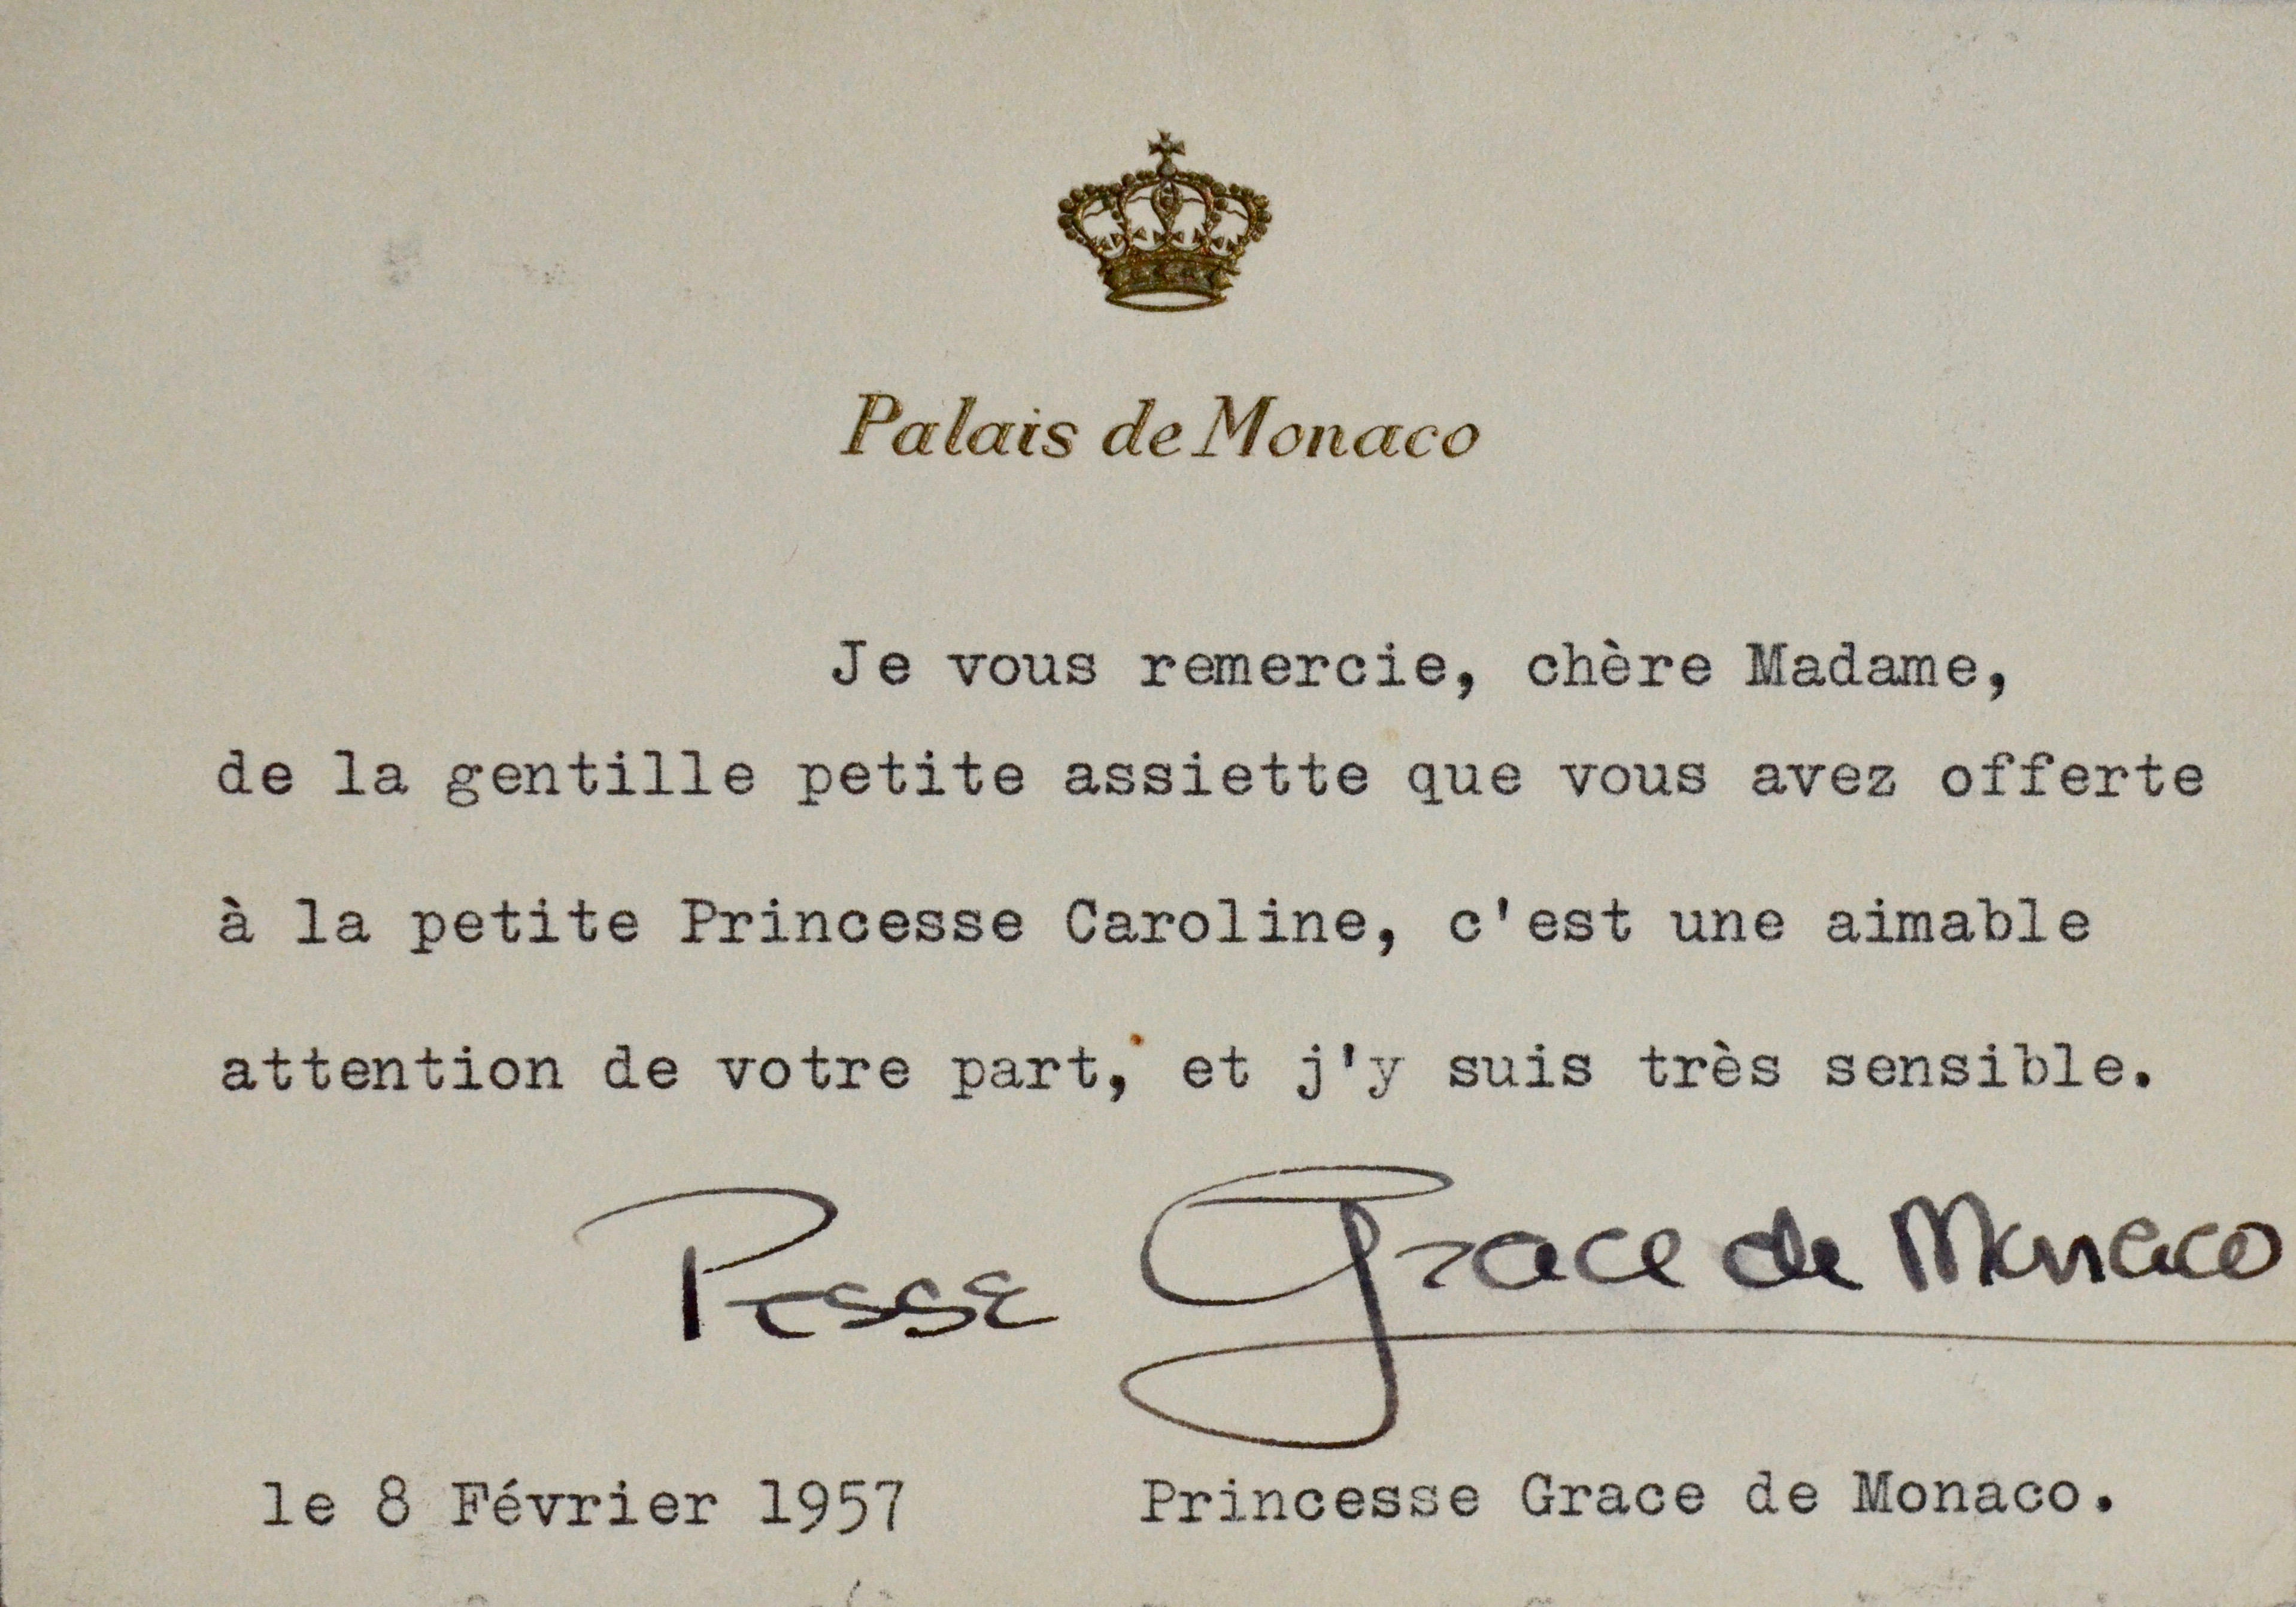 Palais de Monaco
Je vous remercie, chère Madame,
de la gentille petite assiette que vous avez offerte
à la petite Princesse Caroline, c'est une aimable
attention de votre part, et j'y suis très sensible.
Pesse Grace de Monaco
le 8 Février 1957 Princesse Grace de Monaco.